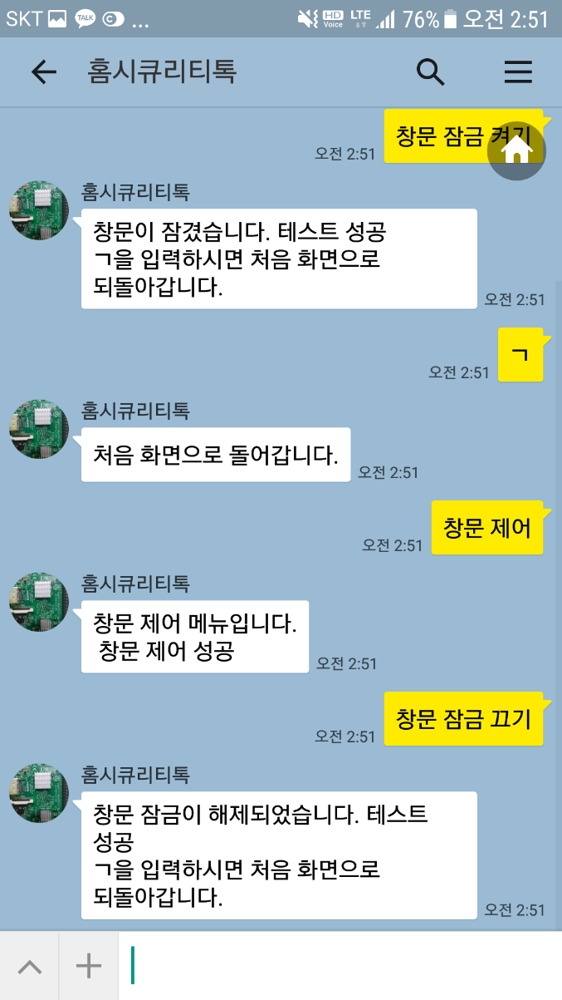 SKT TALK C ... HD Voice LTE 76% 오전 2:51
홈시큐리티톡
창문 잠금 켜기
오전 2:51
홈시큐리티톡
창문이 잠겼습니다. 테스트 성공
ㄱ을 입력하시면 처음 화면으로
되돌아갑니다.
오전 2:51
ㄱ
오전 2:51
홈시큐리티톡
처음 화면으로 돌어갑니다.
오전 2:51
창문 제어
오전 2:51
홈시큐리티톡
창문 제어 메뉴입니다.
창문 제어 성공
오전 2:51
창문 잠금 끄기
오전 2:51
홈시큐리티톡
창문 잠금이 해제되었습니다. 테스트
성공
ㄱ을 입력하시면 처음 화면으로
되돌아갑니다.
오전 2:51